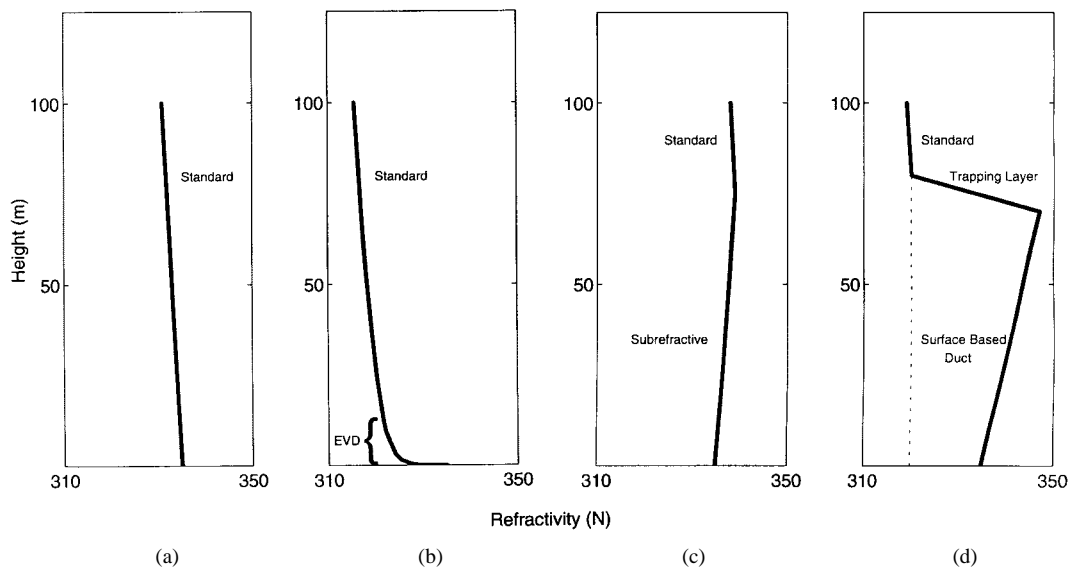 100
50
310
350
Height (m)
Standard
(a)
100
50
310
350
Standard
EVD
(b)
100
50
310
350
Standard
Subrefractive
(c)
100
50
310
350
Standard
Trapping Layer
Surface Based
Duct
(d)
Refractivity (N)